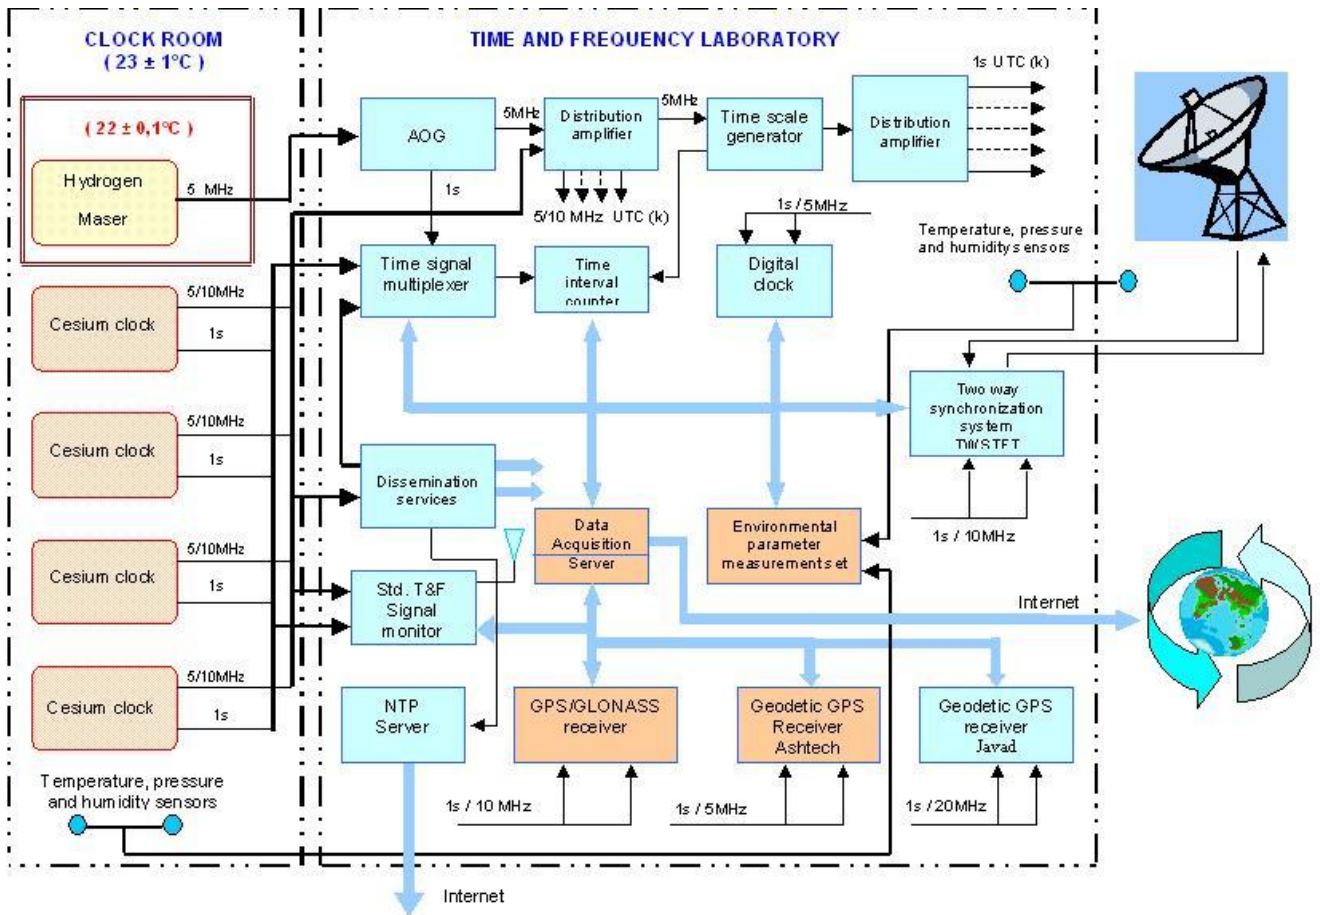 CLOCK ROOM
( 23 ± 1°C )
TIME AND FREQUENCY LABORATORY
( 22 ± 0,1°C )
Hydrogen
Maser
5 MHz
Cesium clock
5/10MHz
1s
Cesium clock
5/10MHz
1s
Cesium clock
5/10MHz
1s
Cesium clock
5/10MHz
1s
Temperature, pressure
and humidity sensors
AOG
5MHz
1s
Distribution
amplifier
5MHz
5/10 MHz UTC (k)
Time scale
generator
Distribution
amplifier
1s UTC (k)
Time signal
multiplexer
Time
interval
counter
1s / 5MHz
Digital
clock
Temperature, pressure
and humidity sensors
Two way
synchronization
system
TWSTFT
1s / 10MHz
Dissemination
services
Data
Acquisition
Server
Environmental
parameter
measurement set
Std. T&F
Signal
monitor
Internet
NTP
Server
GPS/GLONASS
receiver
Geodetic GPS
Receiver
Ashtech
Geodetic GPS
receiver
Javad
1s / 10 MHz
1s / 5MHz
1s / 20MHz
Internet